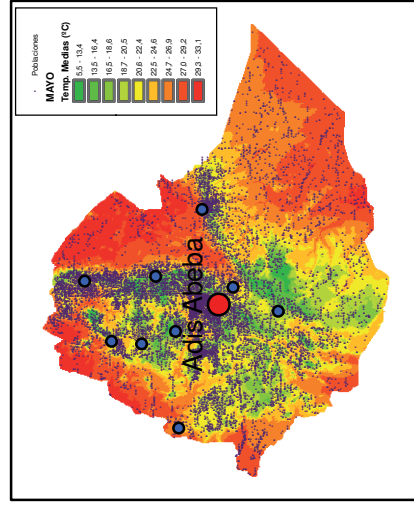 Poblaciones
MAYO
Temp. Medias (ºC)
5,5 - 13,4
13,5 - 16,4
16,5 - 18,6
18,7 - 20,5
20,6 - 22,4
22,5 - 24,6
24,7 - 26,9
27,0 - 29,2
29,3 - 33,1
Adis Abeba